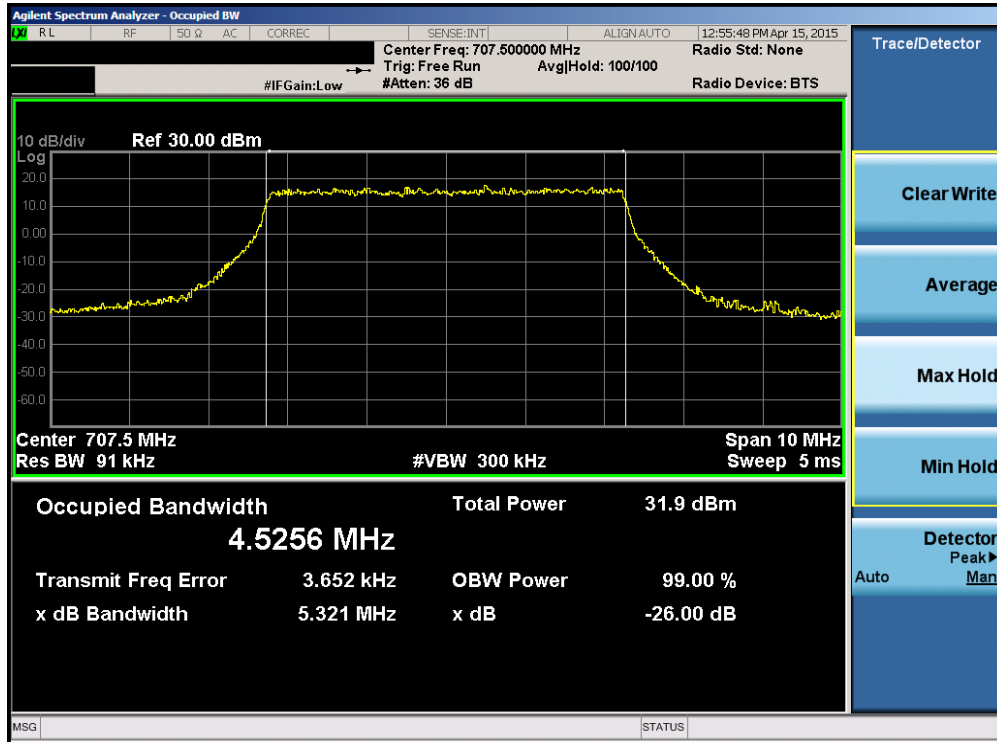 Agilent Spectrum Analyzer - Occupied BW
LXI RL RF 50 Ω AC CORREC SENSE:INT ALIGN AUTO 12:55:48 PM Apr 15, 2015
Center Freq: 707.500000 MHz Radio Std: None
Trig: Free Run Avg|Hold: 100/100
#IFGain:Low #Atten: 36 dB Radio Device: BTS
10 dB/div Ref 30.00 dBm
Log
20.0
10.0
0.00
-10.0
-20.0
-30.0
-40.0
-50.0
-60.0
Center 707.5 MHz Span 10 MHz
Res BW 91 kHz #VBW 300 kHz Sweep 5 ms
Occupied Bandwidth Total Power 31.9 dBm
4.5256 MHz
Transmit Freq Error 3.652 kHz OBW Power 99.00 %
x dB Bandwidth 5.321 MHz x dB -26.00 dB
MSG STATUS
Trace/Detector
Clear Write
Average
Max Hold
Min Hold
Detector
Peak▶
Auto Man